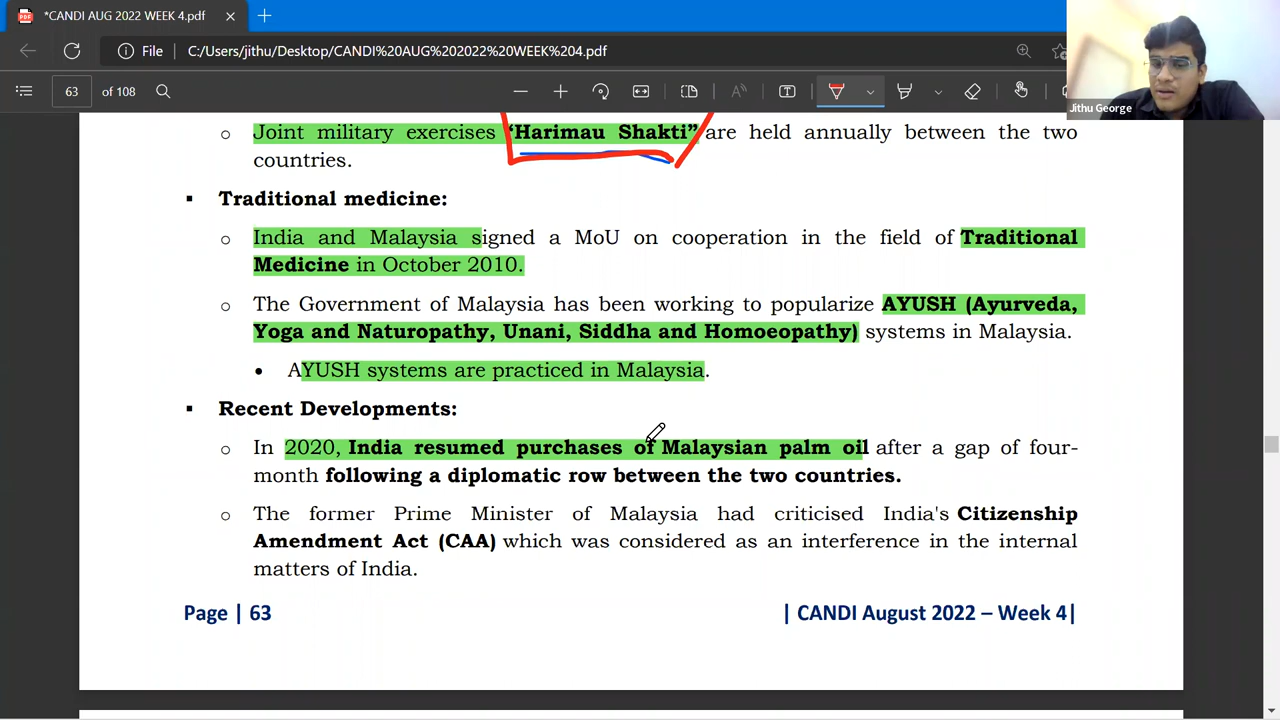 *CANDI AUG 2022 WEEK 4.pdf
File C:/Users/jithu/Desktop/CANDI%20AUG%202022%20WEEK%204.pdf
63 of 108
Jithu George
o Joint military exercises “Harimau Shakti” are held annually between the two
countries.
▪ Traditional medicine:
o India and Malaysia signed a MoU on cooperation in the field of Traditional
Medicine in October 2010.
o The Government of Malaysia has been working to popularize AYUSH (Ayurveda,
Yoga and Naturopathy, Unani, Siddha and Homoeopathy) systems in Malaysia.
• AYUSH systems are practiced in Malaysia.
▪ Recent Developments:
o In 2020, India resumed purchases of Malaysian palm oil after a gap of four-
month following a diplomatic row between the two countries.
o The former Prime Minister of Malaysia had criticised India's Citizenship
Amendment Act (CAA) which was considered as an interference in the internal
matters of India.
Page | 63 | CANDI August 2022 – Week 4|